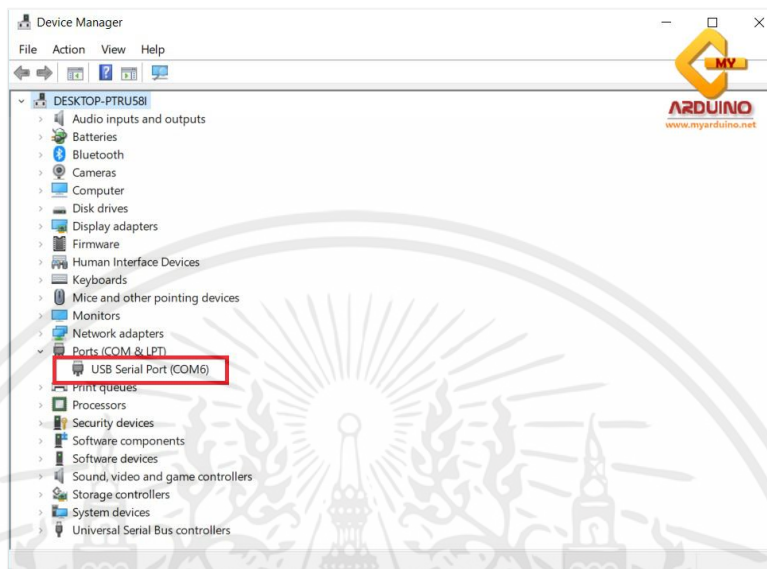 Device Manager
File Action View Help
MY
ARDUINO
www.myarduino.net
DESKTOP-PTRU58I
Audio inputs and outputs
Batteries
Bluetooth
Cameras
Computer
Disk drives
Display adapters
Firmware
Human Interface Devices
Keyboards
Mice and other pointing devices
Monitors
Network adapters
Ports (COM & LPT)
USB Serial Port (COM6)
Print queues
Processors
Security devices
Software components
Software devices
Sound, video and game controllers
Storage controllers
System devices
Universal Serial Bus controllers